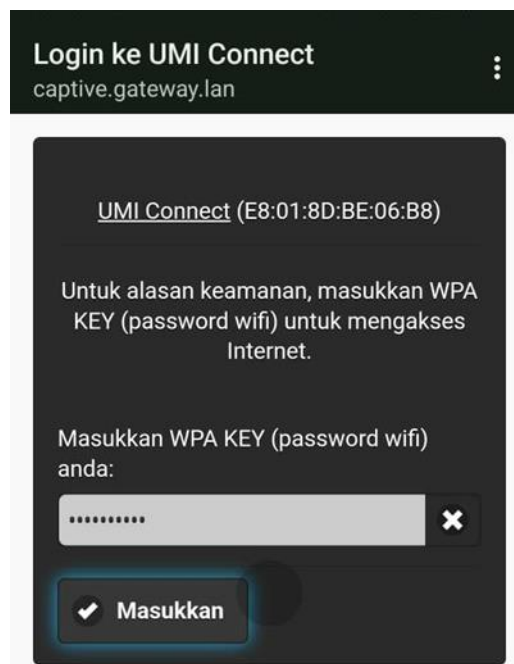 Login ke UMI Connect
captive.gateway.lan
UMI Connect (E8:01:8D:BE:06:B8)
Untuk alasan keamanan, masukkan WPA
KEY (password wifi) untuk mengakses
Internet.
Masukkan WPA KEY (password wifi)
anda:
••••••••••
Masukkan